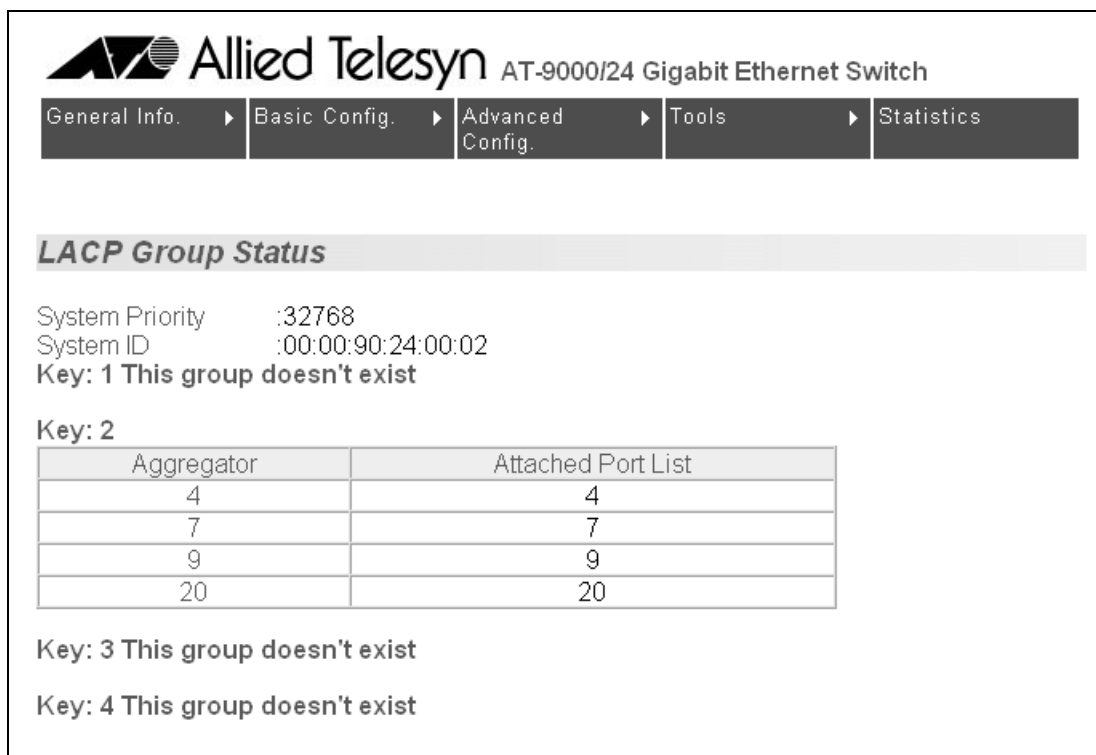 Allied Telesyn AT-9000/24 Gigabit Ethernet Switch
General Info. Basic Config. Advanced Config. Tools Statistics
LACP Group Status
System Priority :32768
System ID :00:00:90:24:00:02
Key: 1 This group doesn't exist
Key: 2
Aggregator Attached Port List
4 4
7 7
9 9
20 20
Key: 3 This group doesn't exist
Key: 4 This group doesn't exist